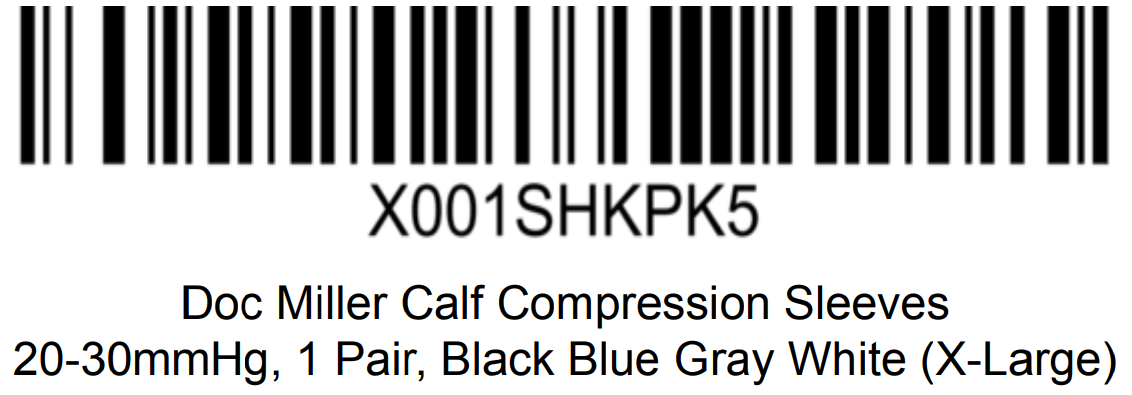 X001SHKPK5
Doc Miller Calf Compression Sleeves
20-30mmHg, 1 Pair, Black Blue Gray White (X-Large)